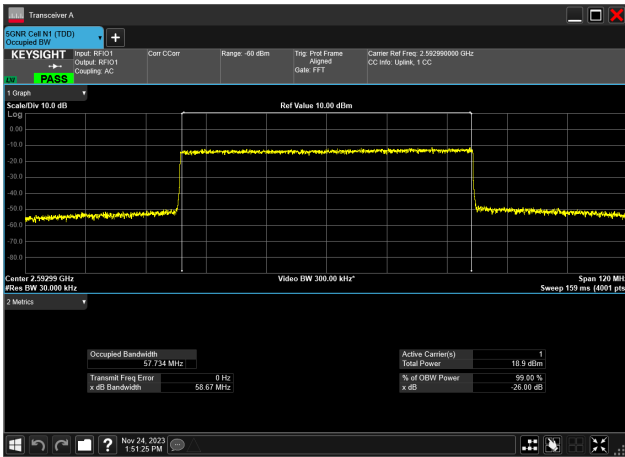 Transceiver A
5GNR Cell N1 (TDD)
Occupied BW
KEYSIGHT
LXI
PASS
Input: RFIO1
Output: RFIO1
Coupling: AC
Corr CCorr
Range: -60 dBm
Trig: Prot Frame
Aligned
Gate: FFT
Carrier Ref Freq: 2.592990000 GHz
CC Info: Uplink, 1 CC
1 Graph
Scale/Div 10.0 dB
Ref Value 10.00 dBm
Log
0.00
-10.0
-20.0
-30.0
-40.0
-50.0
-60.0
-70.0
-80.0
Center 2.59299 GHz
Video BW 300.00 kHz*
Span 120 MHz
#Res BW 30.000 kHz
Sweep 159 ms (4001 pts
2 Metrics
Occupied Bandwidth
57.734 MHz
Transmit Freq Error 0 Hz
x dB Bandwidth 58.67 MHz
Active Carrier(s) 1
Total Power 18.9 dBm
% of OBW Power 99.00 %
x dB -26.00 dB
Nov 24, 2023
1:51:25 PM